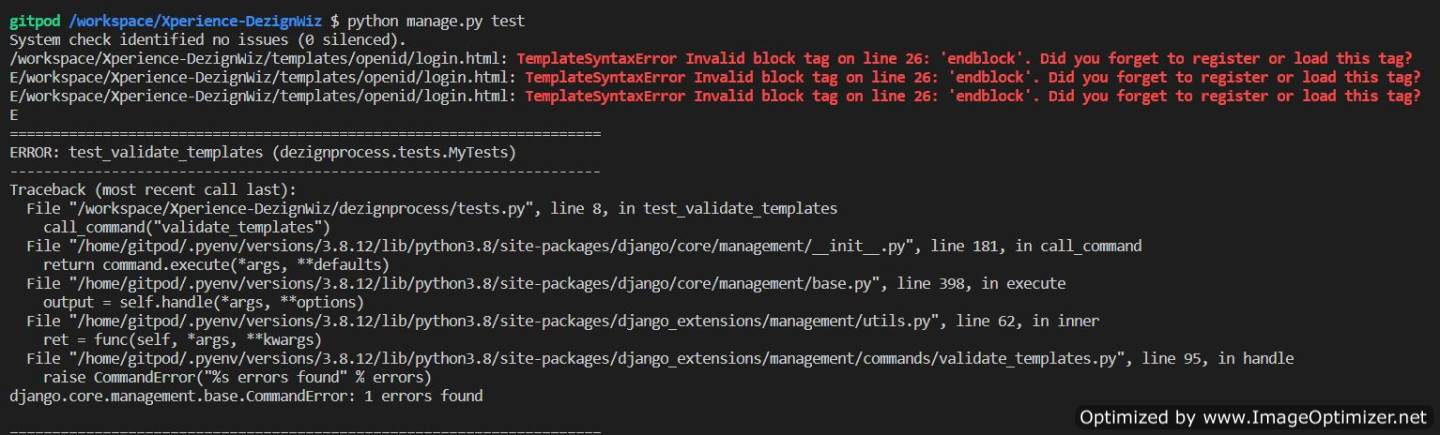 gitpod /workspace/Xperience-DezignWiz $ python manage.py test
System check identified no issues (0 silenced).
/workspace/Xperience-DezignWiz/templates/openid/login.html: TemplateSyntaxError Invalid block tag on line 26: 'endblock'. Did you forget to register or load this tag?
E/workspace/Xperience-DezignWiz/templates/openid/login.html: TemplateSyntaxError Invalid block tag on line 26: 'endblock'. Did you forget to register or load this tag?
E/workspace/Xperience-DezignWiz/templates/openid/login.html: TemplateSyntaxError Invalid block tag on line 26: 'endblock'. Did you forget to register or load this tag?
E
======================================================================
ERROR: test_validate_templates (dezignprocess.tests.MyTests)
----------------------------------------------------------------------
Traceback (most recent call last):
  File "/workspace/Xperience-DezignWiz/dezignprocess/tests.py", line 8, in test_validate_templates
    call_command("validate_templates")
  File "/home/gitpod/.pyenv/versions/3.8.12/lib/python3.8/site-packages/django/core/management/__init__.py", line 181, in call_command
    return command.execute(*args, **defaults)
  File "/home/gitpod/.pyenv/versions/3.8.12/lib/python3.8/site-packages/django/core/management/base.py", line 398, in execute
    output = self.handle(*args, **options)
  File "/home/gitpod/.pyenv/versions/3.8.12/lib/python3.8/site-packages/django_extensions/management/utils.py", line 62, in inner
    ret = func(self, *args, **kwargs)
  File "/home/gitpod/.pyenv/versions/3.8.12/lib/python3.8/site-packages/django_extensions/management/commands/validate_templates.py", line 95, in handle
    raise CommandError("%s errors found" % errors)
django.core.management.base.CommandError: 1 errors found
======================================================================
Optimized by www.ImageOptimizer.net